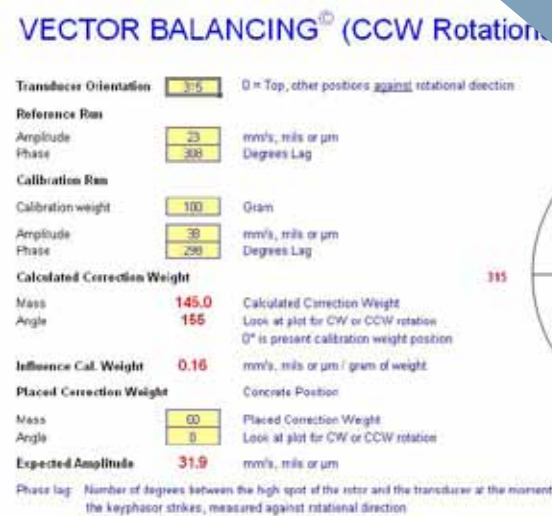 VECTOR BALANCING© (CCW Rotation
Transducer Orientation 315 0 = Top, other positions against rotational direction
Reference Run
Amplitude 23 mm/s, mils or µm
Phase 308 Degrees Lag
Calibration Run
Calibration weight 100 Gram
Amplitude 38 mm/s, mils or µm
Phase 298 Degrees Lag
Calculated Correction Weight
315
Mass 145.0 Calculated Correction Weight
Angle 155 Look at plot for CW or CCW rotation
0° is present calibration weight position
Influence Cal. Weight 0.16 mm/s, mils or µm / gram of weight
Placed Correction Weight Concrete Position
Mass 60 Placed Correction Weight
Angle 0 Look at plot for CW or CCW rotation
Expected Amplitude 31.9 mm/s, mils or µm
Phase lag: Number of degrees between the high spot of the rotor and the transducer at the moment
the keyphasor strikes, measured against rotational direction